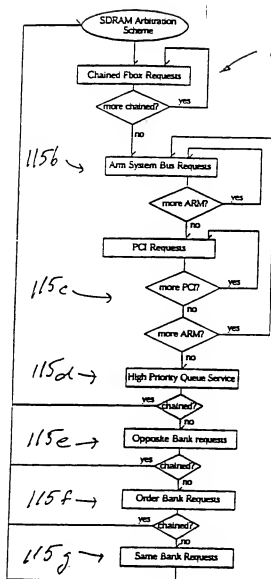 SDRAM Arbitration
Scheme
Chained Fbox Requests
more chained?
yes
no
115b
Arm System Bus Requests
more ARM?
yes
no
PCI Requests
115c
more PCI?
yes
no
more ARM?
yes
no
115d
High Priority Queue Service
yes
chained?
no
115e
Opposite Bank requests
yes
chained?
no
115f
Order Bank Requests
yes
chained?
no
115g
Same Bank Requests